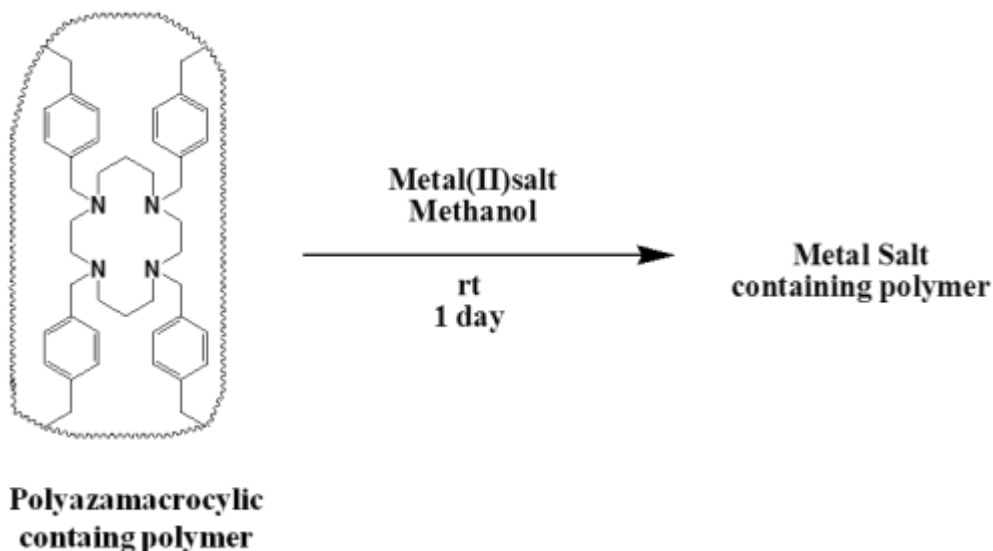 N
N
N
N
Metal(II)salt
Methanol
rt
1 day
Metal Salt
containing polymer
Polyazamacrocylic
containg polymer